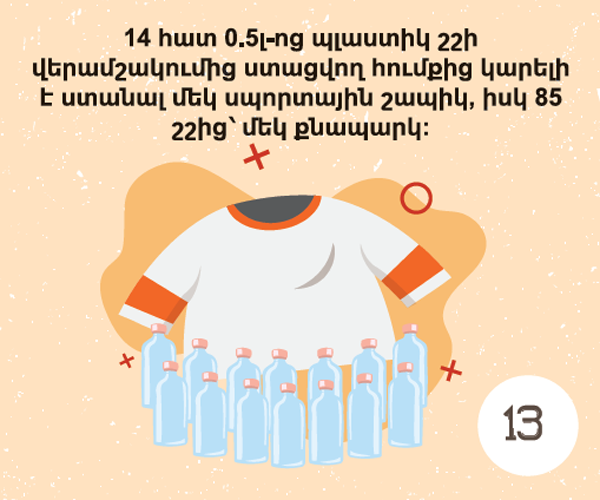 14 հատ 0.5լ-ոց պլաստիկ շշի
վերամշակումից ստացվող հումքից կարելի
է ստանալ մեկ սպորտային շապիկ, իսկ 85
շշից՝ մեկ քնապարկ:
13